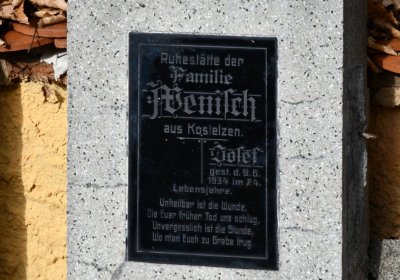 Ruhestätte der
Familie
Wenisch
aus Kostelzen.
Josef
gest. d. 9. 6.
1934 im 74.
Lebensjahre.
Unheilbar ist die Wunde,
Die Euer früher Tod uns schlug,
Unvergesslich ist die Stunde,
Wo man Euch zu Grabe trug.